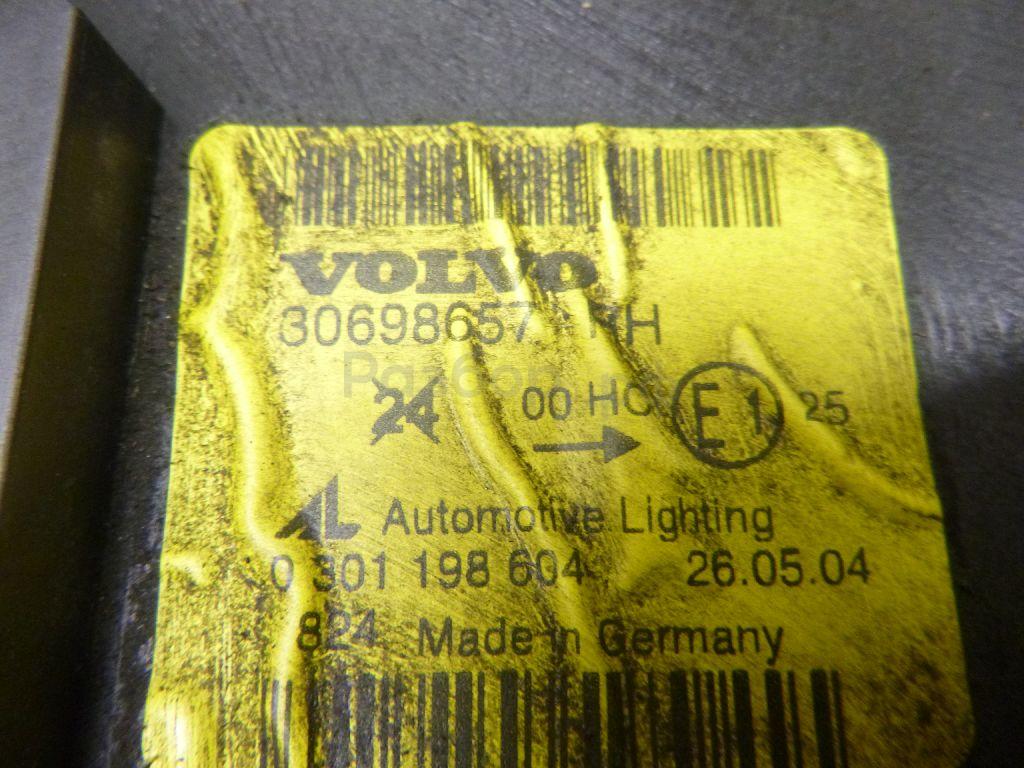 VOLVO
30698657 RH
24 00 HC E1 25
AL Automotive Lighting
0 301 198 604 26.05.04
824 Made in Germany